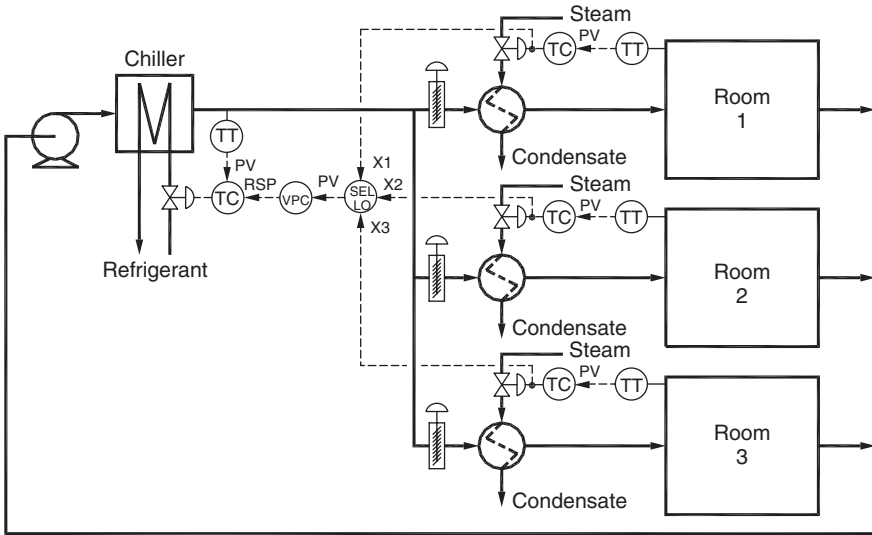 Steam
TC
PV
TT
Room
1
Condensate
Chiller
TT
PV
TC
RSP
VPC
PV
SEL
LO
X1
X2
X3
Refrigerant
Steam
TC
PV
TT
Room
2
Condensate
Steam
TC
PV
TT
Room
3
Condensate